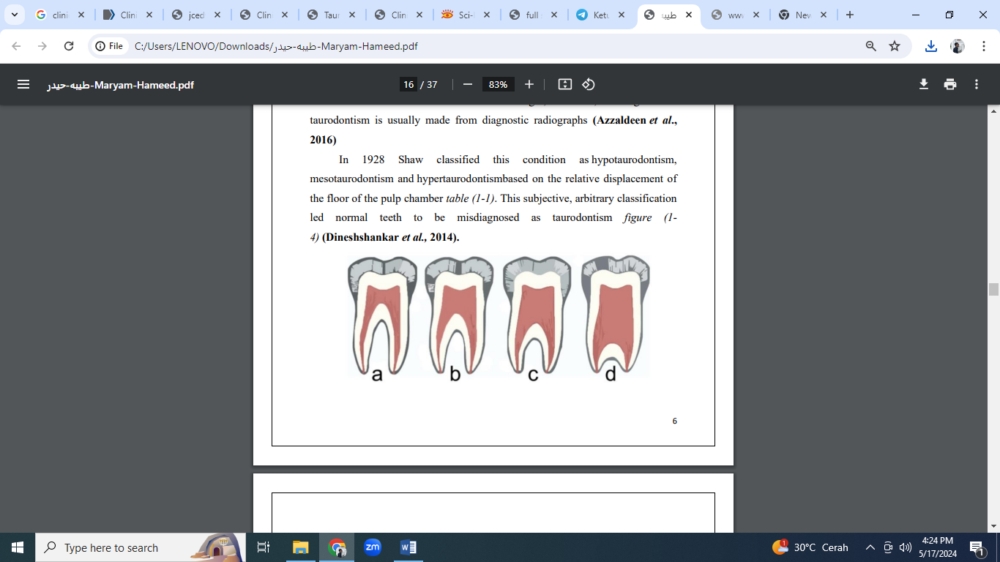 clini
Clini
jced
Clini
Taur
Clini
Sci-
full
Ketu
طيبه
www
New
File
C:/Users/LENOVO/Downloads/طيبه-حيدر-Maryam-Hameed.pdf
طيبه-حيدر-Maryam-Hameed.pdf
16 / 37
83%
taurodontism is usually made from diagnostic radiographs (Azzaldeen et al.,
2016)
In 1928 Shaw classified this condition as hypotaurodontism,
mesotaurodontism and hypertaurodontismbased on the relative displacement of
the floor of the pulp chamber table (1-1). This subjective, arbitrary classification
led normal teeth to be misdiagnosed as taurodontism figure (1-
4) (Dineshshankar et al., 2014).
a b c d
6
Type here to search
zm
1
30°C Cerah
4:24 PM
5/17/2024
1